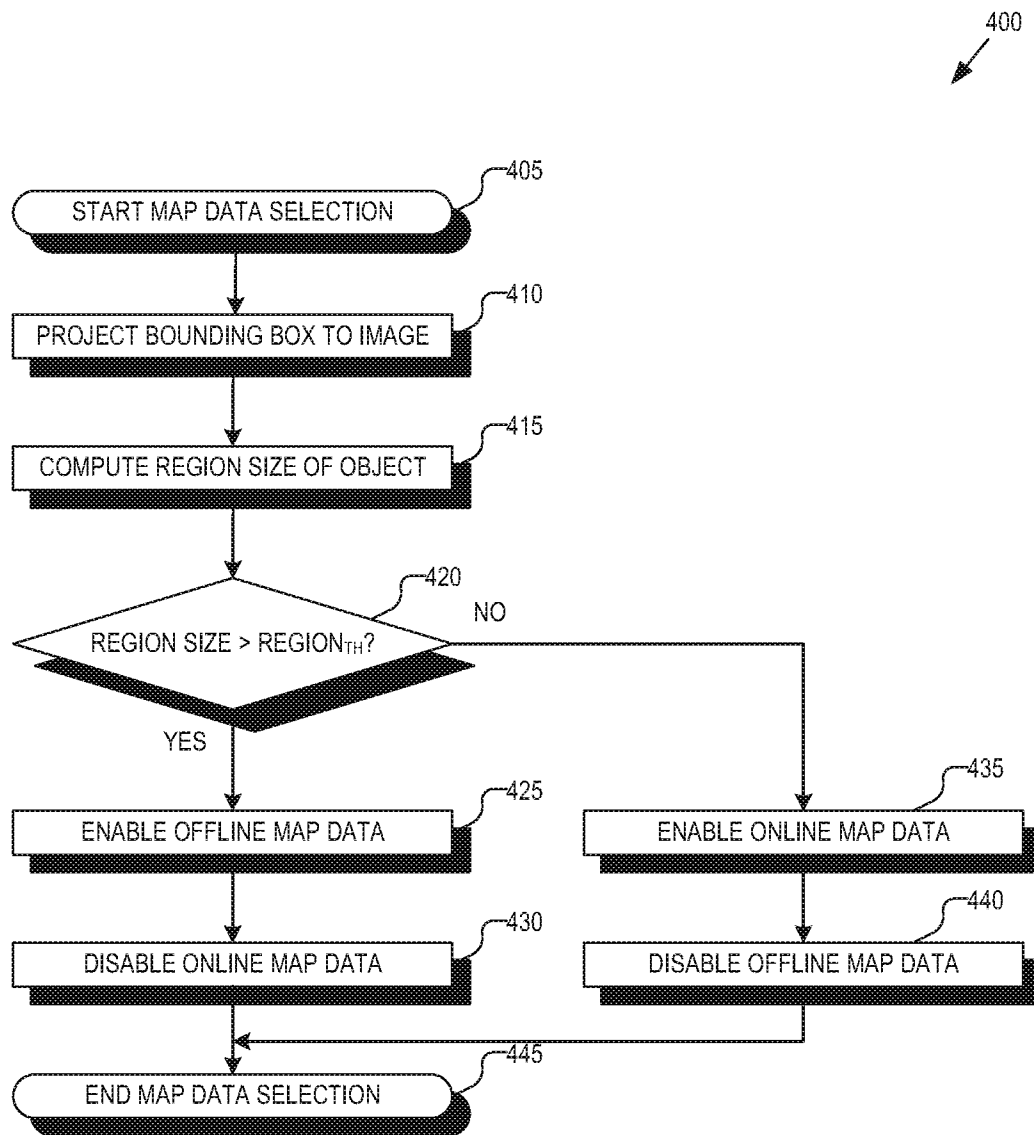 400
405
START MAP DATA SELECTION
410
PROJECT BOUNDING BOX TO IMAGE
415
COMPUTE REGION SIZE OF OBJECT
420
NO
REGION SIZE > REGIONTH?
YES
425
ENABLE OFFLINE MAP DATA
435
ENABLE ONLINE MAP DATA
430
DISABLE ONLINE MAP DATA
440
DISABLE OFFLINE MAP DATA
445
END MAP DATA SELECTION